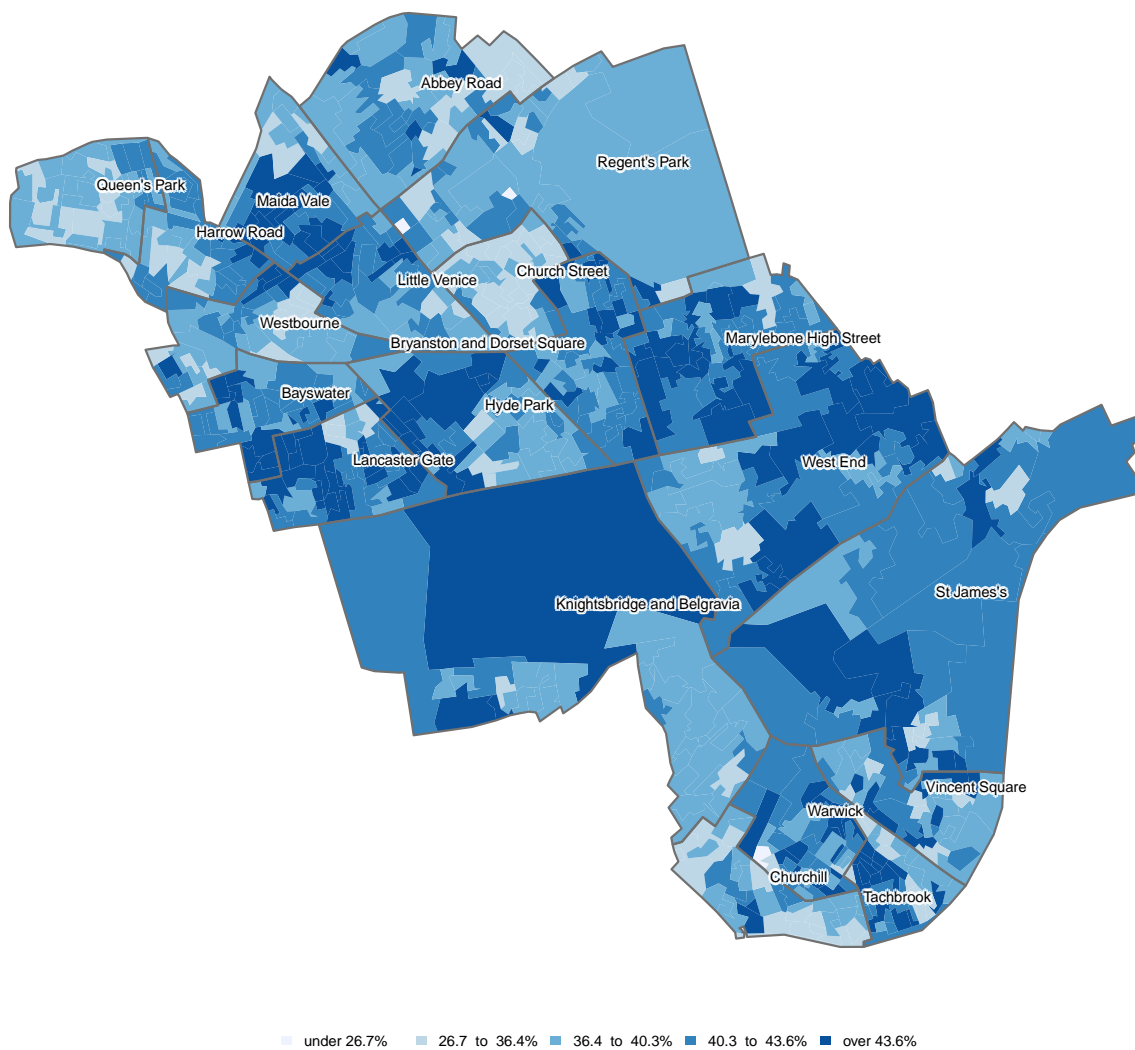 Abbey Road
Regent's Park
Queen's Park
Maida Vale
Harrow Road
Church Street
Little Venice
Westbourne
Marylebone High Street
Bryanston and Dorset Square
Bayswater
Hyde Park
Lancaster Gate
West End
St James's
Knightsbridge and Belgravia
Vincent Square
Warwick
Churchill
Tachbrook
under 26.7% 26.7 to 36.4% 36.4 to 40.3% 40.3 to 43.6% over 43.6%